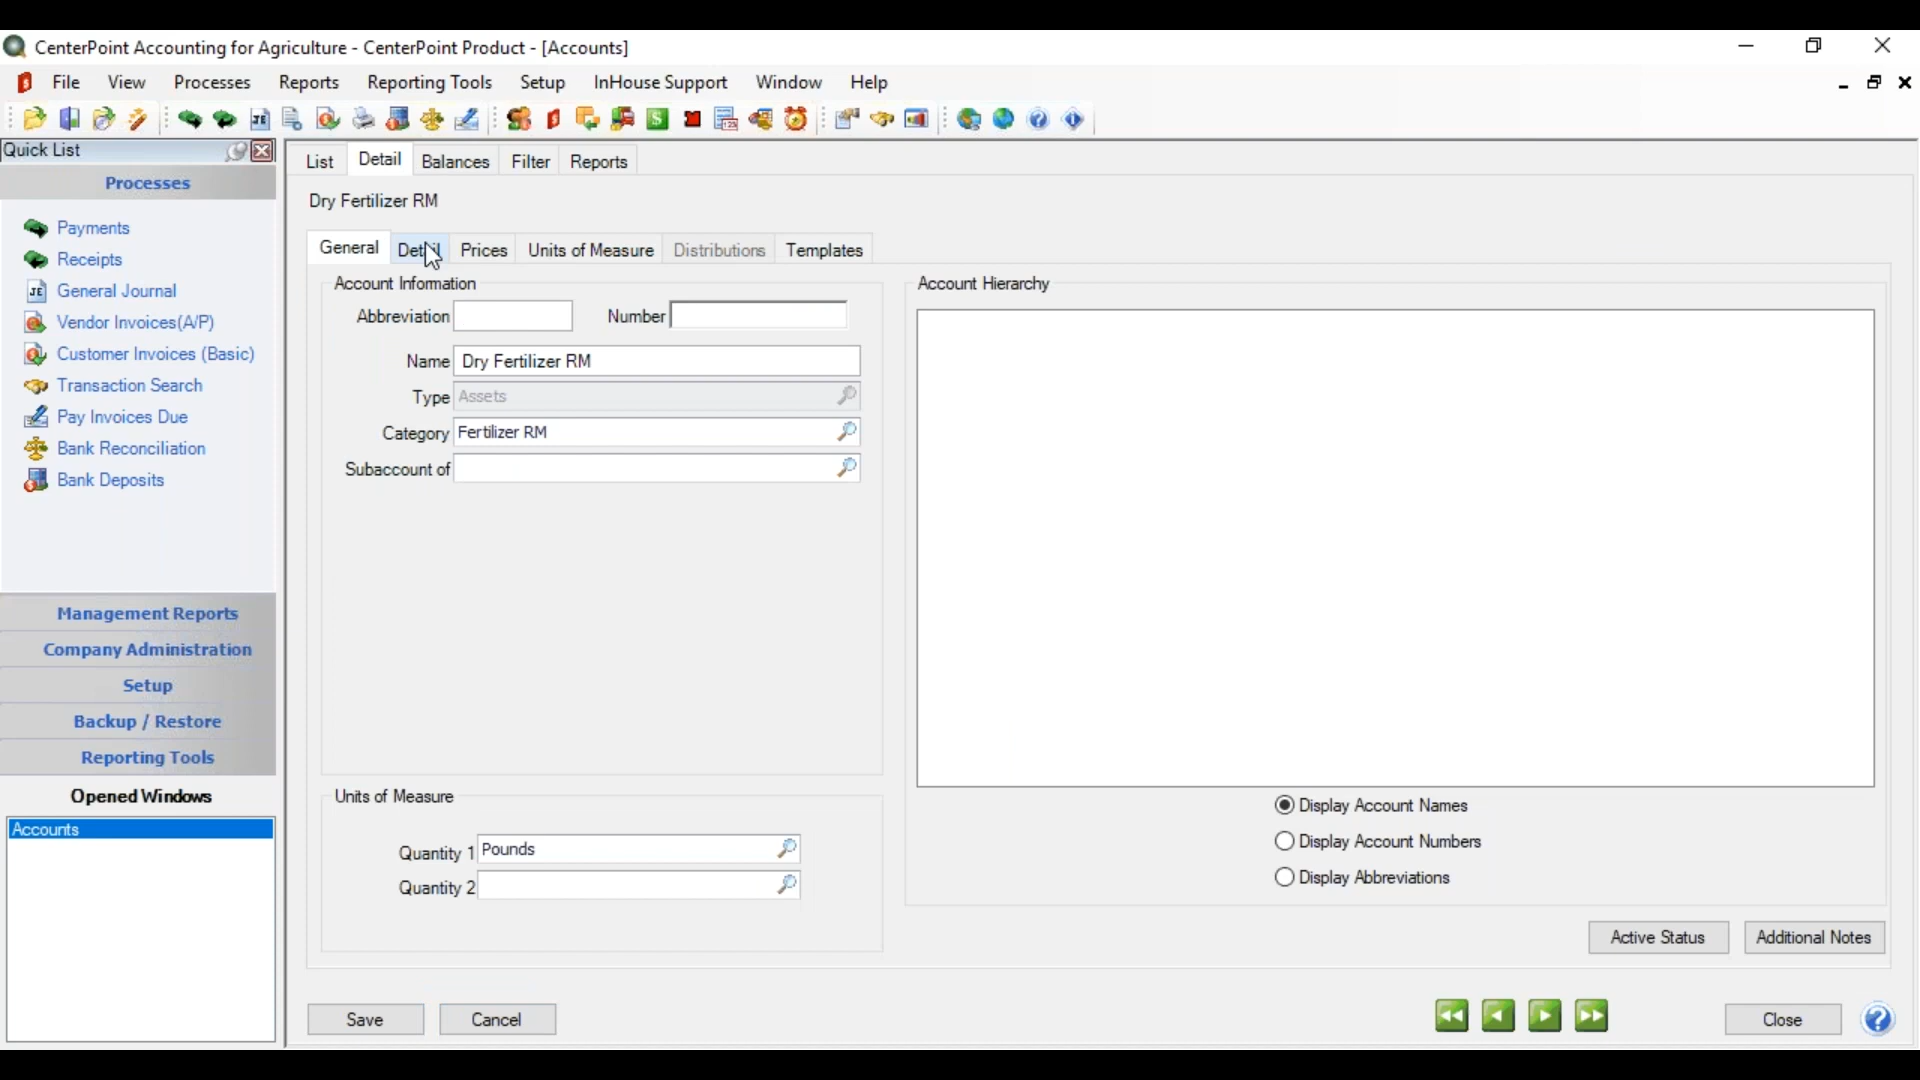 CenterPoint Accounting for Agriculture - CenterPoint Product - [Accounts]
File View Processes Reports Reporting Tools Setup InHouse Support Window Help
Quick List
Processes
Payments
Receipts
General Journal
Vendor Invoices(A/P)
Customer Invoices (Basic)
Transaction Search
Pay Invoices Due
Bank Reconciliation
Bank Deposits
Management Reports
Company Administration
Setup
Backup / Restore
Reporting Tools
Opened Windows
Accounts
List Detail Balances Filter Reports
Dry Fertilizer RM
General Detail Prices Units of Measure Distributions Templates
Account Information
Abbreviation Number
Name Dry Fertilizer RM
Type Assets
Category Fertilizer RM
Subaccount of
Units of Measure
Quantity 1 Pounds
Quantity 2
Account Hierarchy
Display Account Names
Display Account Numbers
Display Abbreviations
Active Status Additional Notes
Save Cancel Close